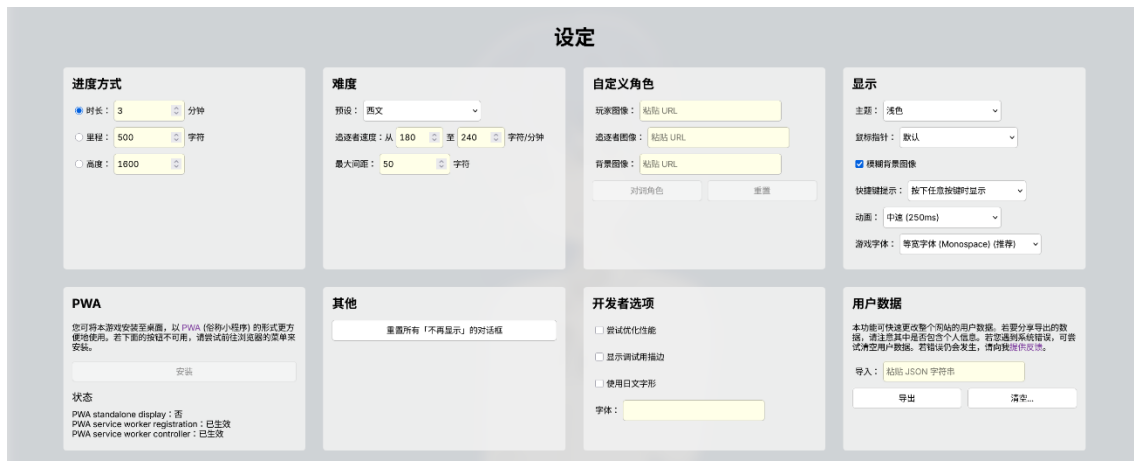 设定
进度方式
时长： 3 分钟
里程： 500 字符
高度： 1600
难度
预设： 西文
追逐者速度：从 180 至 240 字符/分钟
最大间距： 50 字符
自定义角色
玩家图像： 粘贴 URL
追逐者图像： 粘贴 URL
背景图像： 粘贴 URL
对调角色 重置
显示
主题： 浅色
鼠标指针： 默认
模糊背景图像
快捷键提示： 按下任意按键时显示
动画： 中速 (250ms)
游戏字体： 等宽字体 (Monospace) (推荐)
PWA
您可将本游戏安装至桌面，以 PWA (俗称小程序) 的形式更方
便地使用。若下面的按钮不可用，请尝试前往浏览器的菜单来
安装。
安装
状态
PWA standalone display：否
PWA service worker registration：已生效
PWA service worker controller：已生效
其他
重置所有「不再显示」的对话框
开发者选项
尝试优化性能
显示调试用描边
使用日文字形
字体：
用户数据
本功能可快速更改整个网站的用户数据。若要分享导出的数
据，请注意其中是否包含个人信息。若您遇到系统错误，可尝
试清空用户数据。若错误仍会发生，请向我提供反馈。
导入： 粘贴 JSON 字符串
导出 清空...